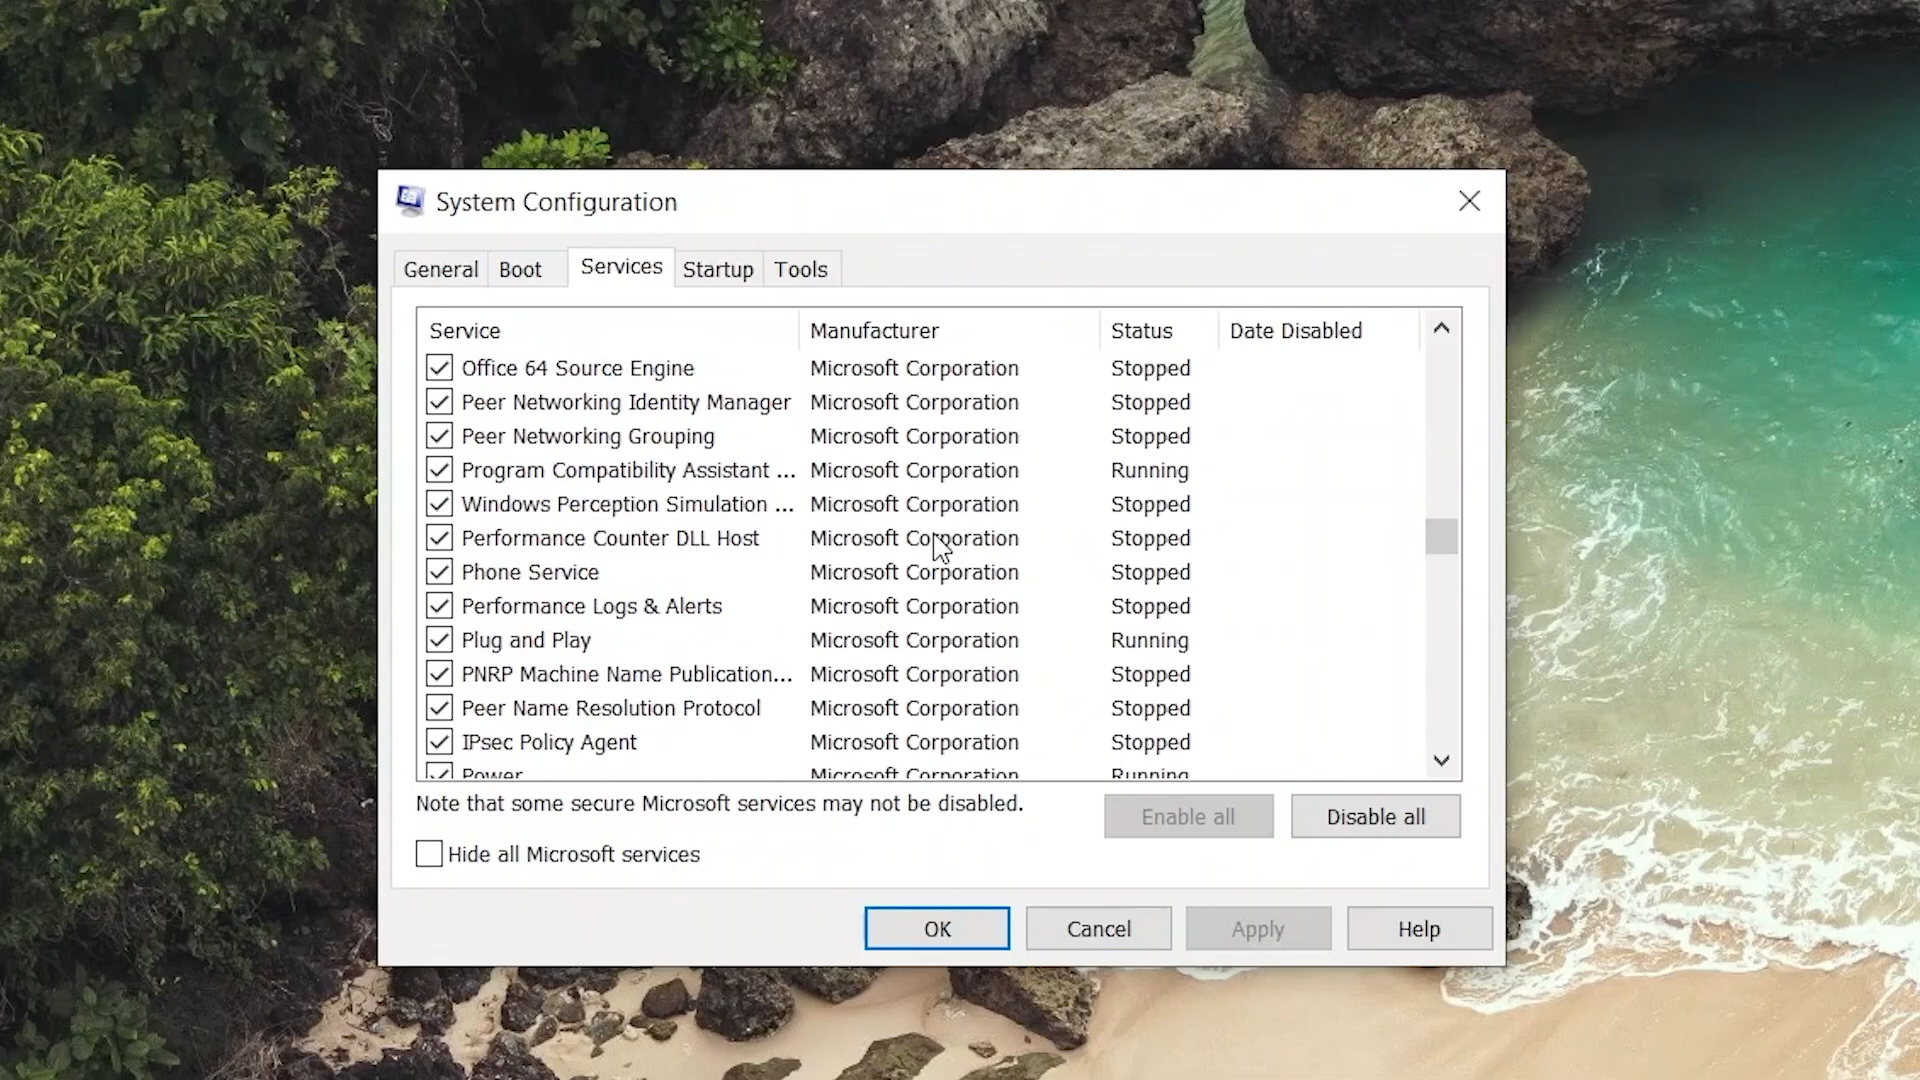 System Configuration
General Boot Services Startup Tools
Service Manufacturer Status Date Disabled
Office 64 Source Engine Microsoft Corporation Stopped
Peer Networking Identity Manager Microsoft Corporation Stopped
Peer Networking Grouping Microsoft Corporation Stopped
Program Compatibility Assistant ... Microsoft Corporation Running
Windows Perception Simulation ... Microsoft Corporation Stopped
Performance Counter DLL Host Microsoft Corporation Stopped
Phone Service Microsoft Corporation Stopped
Performance Logs & Alerts Microsoft Corporation Stopped
Plug and Play Microsoft Corporation Running
PNRP Machine Name Publication... Microsoft Corporation Stopped
Peer Name Resolution Protocol Microsoft Corporation Stopped
IPsec Policy Agent Microsoft Corporation Stopped
Power Microsoft Corporation Running
Note that some secure Microsoft services may not be disabled.
Enable all Disable all
Hide all Microsoft services
OK Cancel Apply Help